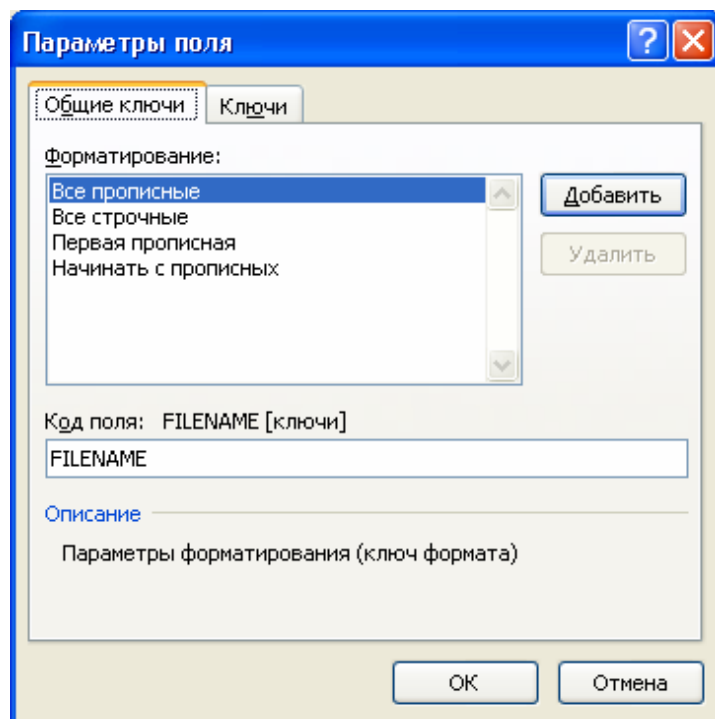 Параметры поля
Общие ключи Ключи
Форматирование:
Все прописные
Все строчные
Первая прописная
Начинать с прописных
Добавить
Удалить
Код поля: FILENAME [ключи]
FILENAME
Описание
Параметры форматирования (ключ формата)
ОК Отмена